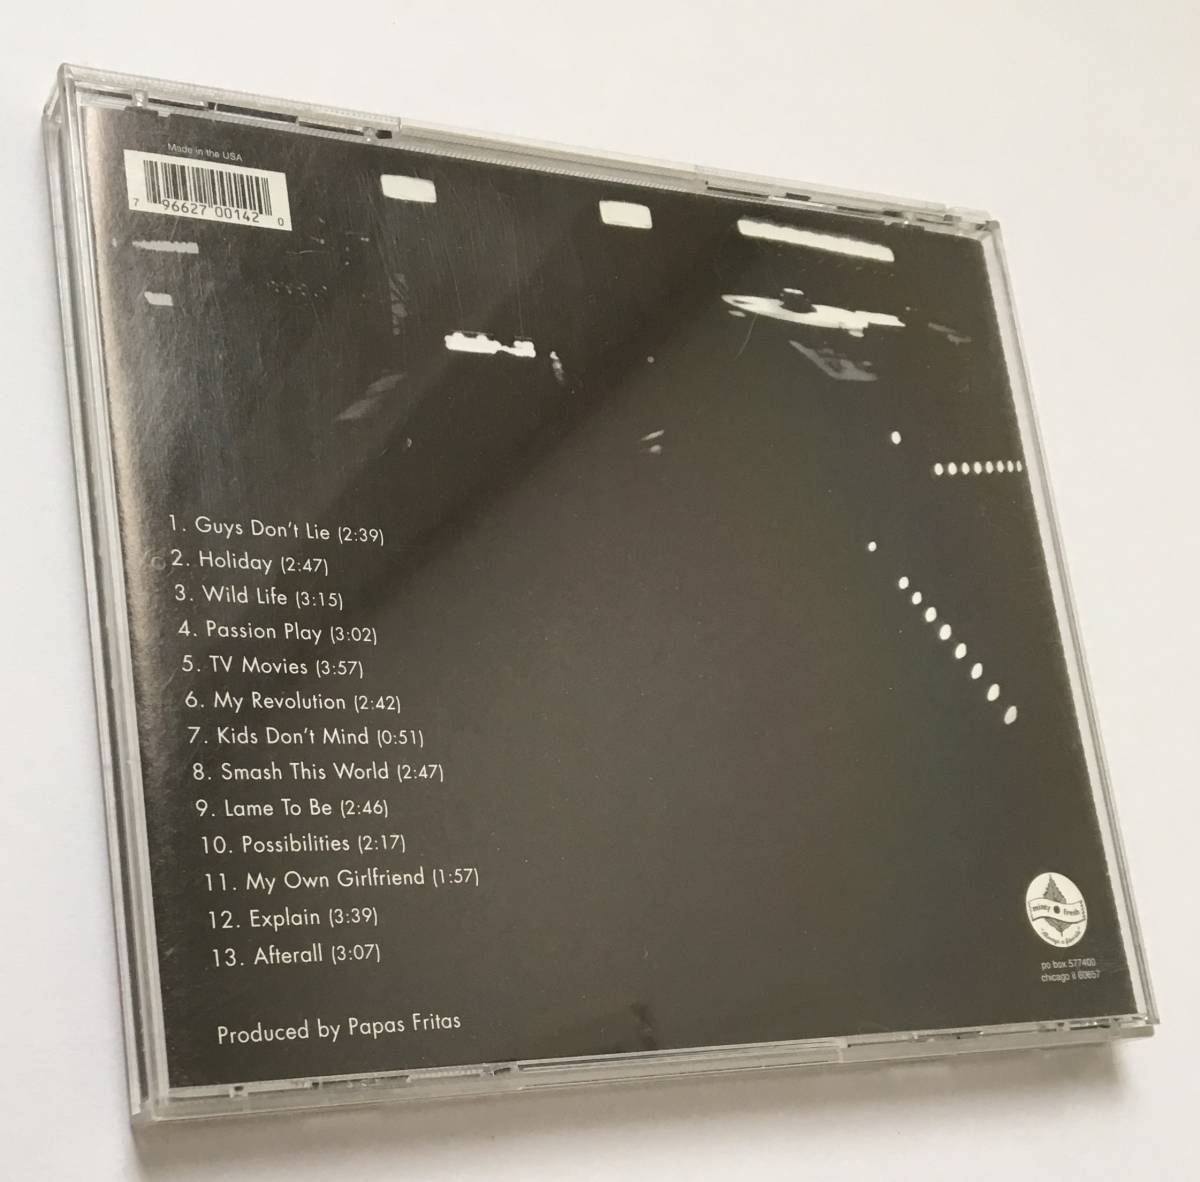 Made in the USA
7 96627 00142 0
1. Guys Don't Lie (2:39)
2. Holiday (2:47)
3. Wild Life (3:15)
4. Passion Play (3:02)
5. TV Movies (3:57)
6. My Revolution (2:42)
7. Kids Don't Mind (0:51)
8. Smash This World (2:47)
9. Lame To Be (2:46)
10. Possibilities (2:17)
11. My Own Girlfriend (1:57)
12. Explain (3:39)
13. Afterall (3:07)
Produced by Papas Fritas
minty fresh
po box 577400
chicago il 60657